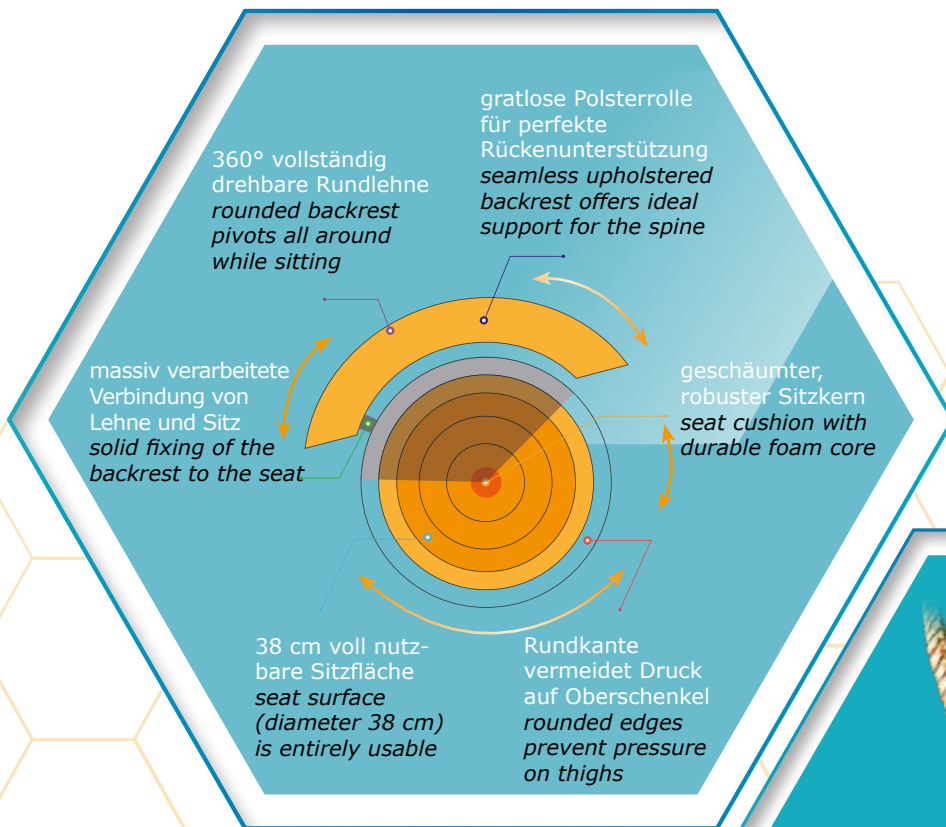 gratlose Polsterrolle
für perfekte
Rückenunterstützung
seamless upholstered
backrest offers ideal
support for the spine
360° vollständig
drehbare Rundlehne
rounded backrest
pivots all around
while sitting
massiv verarbeitete
Verbindung von
Lehne und Sitz
solid fixing of the
backrest to the seat
geschäumter,
robuster Sitzkern
seat cushion with
durable foam core
38 cm voll nutz-
bare Sitzfläche
seat surface
(diameter 38 cm)
is entirely usable
Rundkante
vermeidet Druck
auf Oberschenkel
rounded edges
prevent pressure
on thighs